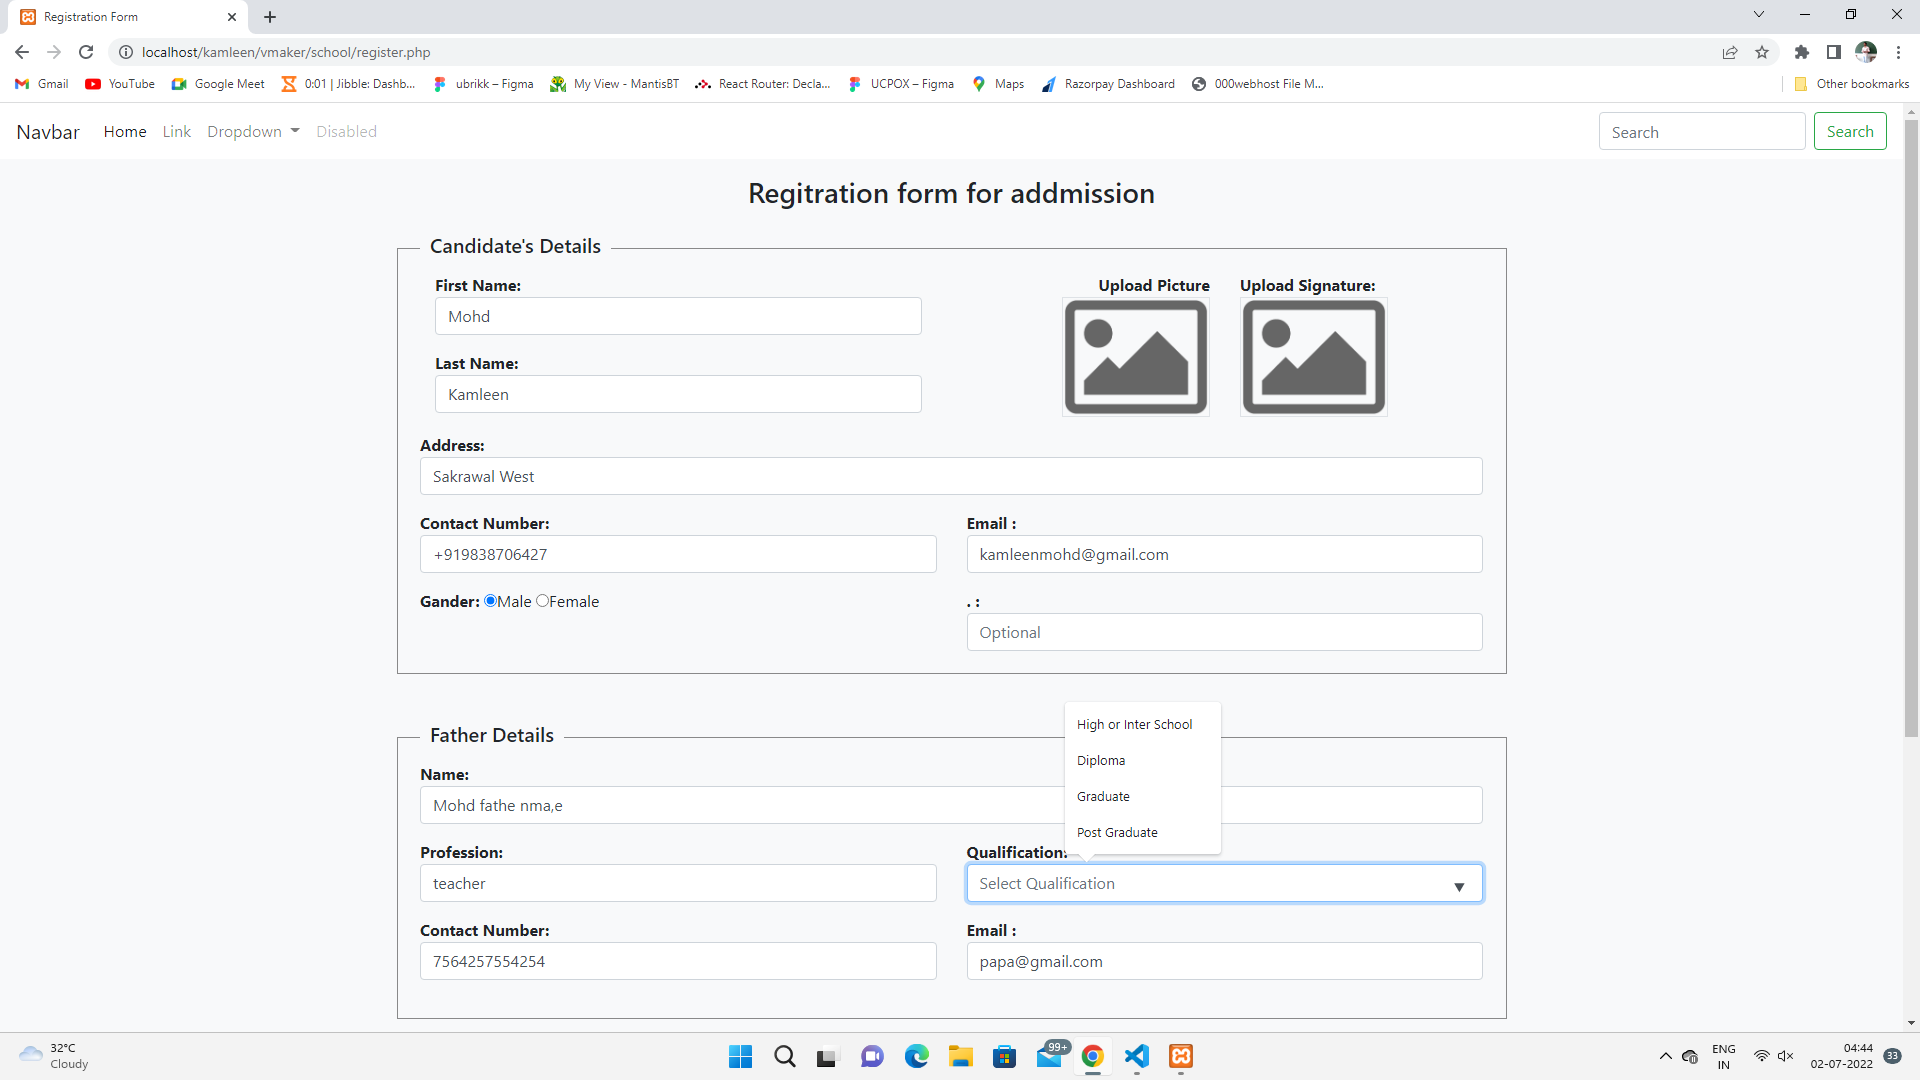 Registration Form
localhost/kamleen/vmaker/school/register.php
Gmail YouTube Google Meet 0:01 | Jibble: Dashb... ubrikk – Figma My View - MantisBT React Router: Decla... UCPOX – Figma Maps Razorpay Dashboard 000webhost File M... Other bookmarks
Navbar Home Link Dropdown Disabled Search Search
Regitration form for addmission
Candidate's Details
First Name: Upload Picture Upload Signature:
Mohd
Last Name:
Kamleen
Address:
Sakrawal West
Contact Number: Email :
+919838706427 kamleenmohd@gmail.com
Gander: Male Female . :
Optional
High or Inter School
Father Details
Diploma
Name:
Graduate
Mohd fathe nma,e
Post Graduate
Profession: Qualification:
teacher Select Qualification
Contact Number: Email :
7564257554254 papa@gmail.com
32°C
Cloudy
99+
ENG
IN
04:44
02-07-2022
33